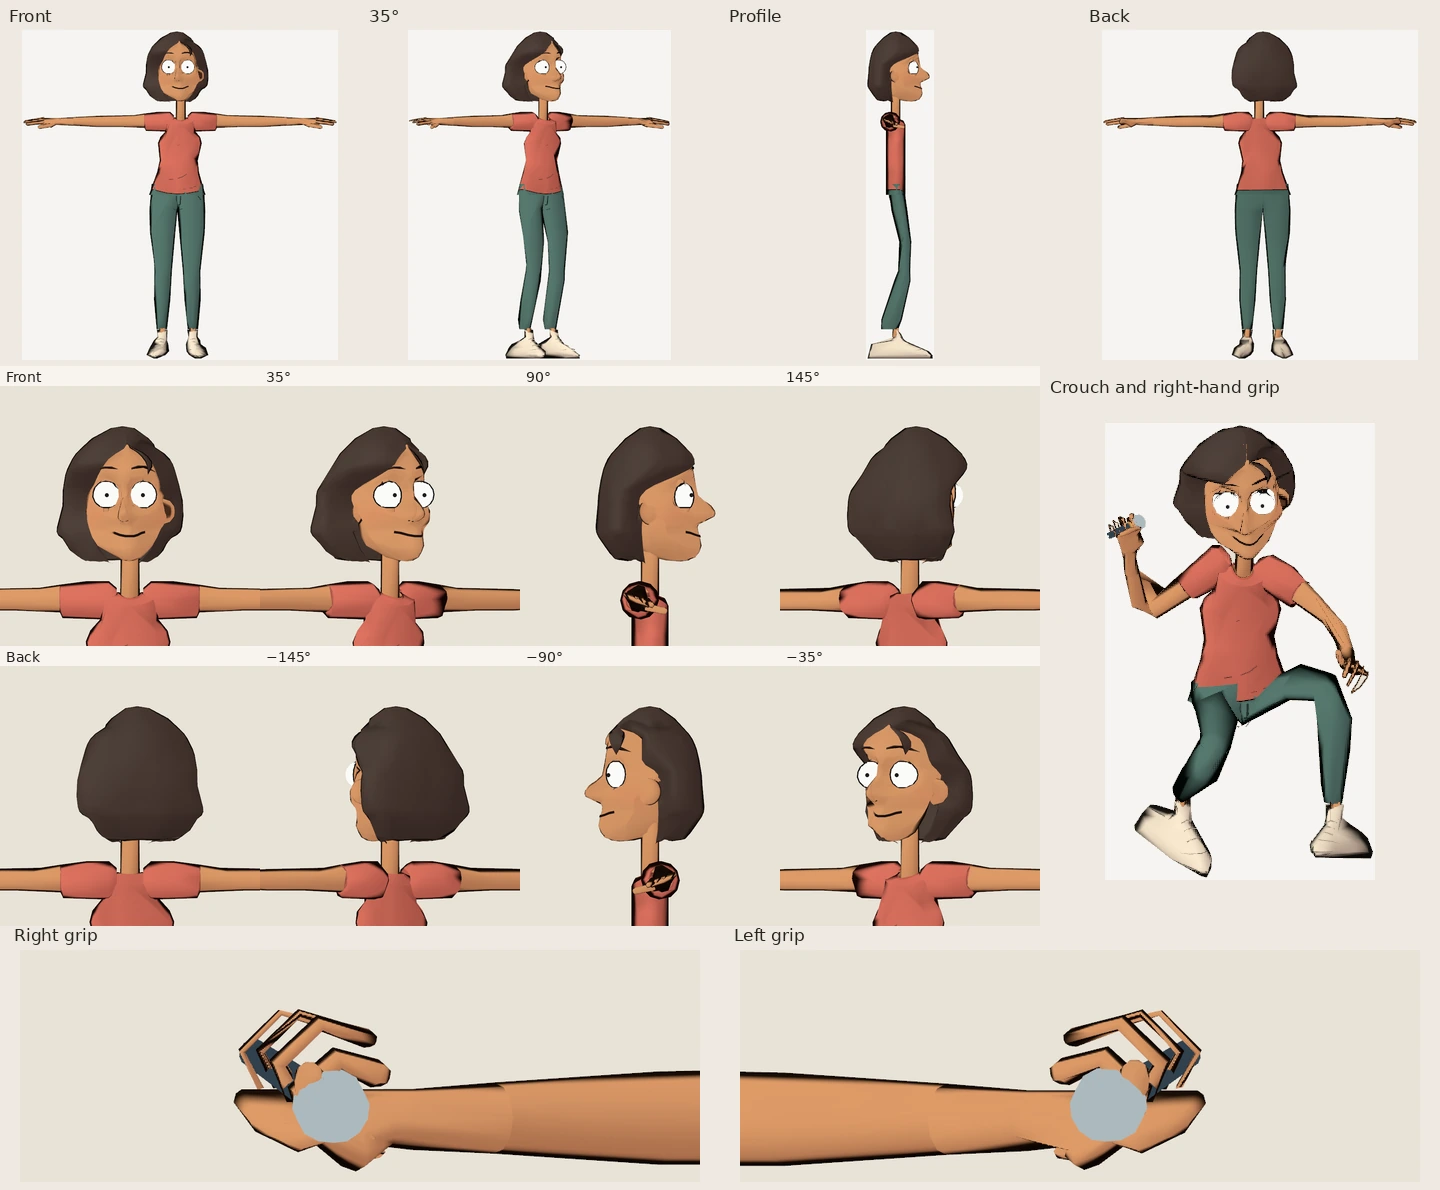 Front
35°
Profile
Back
Front
35°
90°
145°
Crouch and right-hand grip
Back
−145°
−90°
−35°
Right grip
Left grip